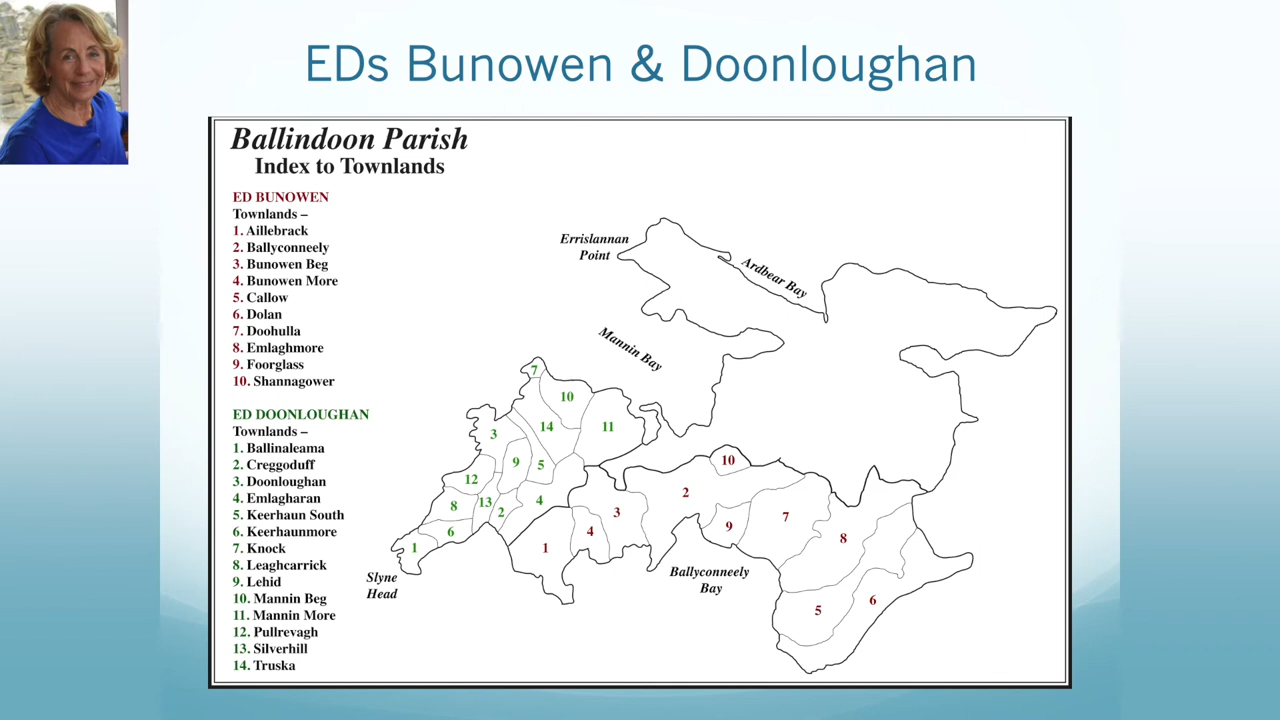 EDs Bunowen & Doonloughan
Ballindoon Parish
Index to Townlands
ED BUNOWEN
Townlands –
1. Aillebrack
2. Ballyconneely
3. Bunowen Beg
4. Bunowen More
5. Callow
6. Dolan
7. Doohulla
8. Emlaghmore
9. Foorglass
10. Shannagower
ED DOONLOUGHAN
Townlands –
1. Ballinaleama
2. Creggoduff
3. Doonloughan
4. Emlagharan
5. Keerhaun South
6. Keerhaunmore
7. Knock
8. Leaghcarrick
9. Lehid
10. Mannin Beg
11. Mannin More
12. Pullrevagh
13. Silverhill
14. Truska
Errislannan
Point
Ardbear Bay
Mannin Bay
7
10
14
11
3
9
5
12
8
13
2
4
6
1
Slyne
Head
10
2
3
4
1
9
7
8
5
6
Ballyconneely
Bay